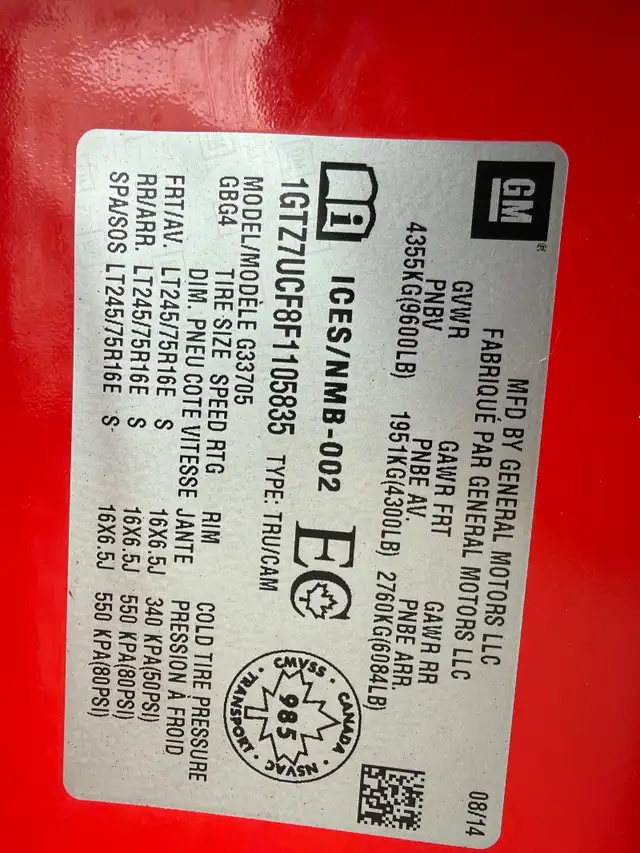 GM
®
MFD BY GENERAL MOTORS LLC 08/14
FABRIQUÉ PAR GENERAL MOTORS LLC
GVWR GAWR FRT GAWR RR
PNBV PNBE AV. PNBE ARR.
4355KG(9600LB) 1951KG(4300LB) 2760KG(6084LB)
i ICES/NMB-002 EC
CMVSS · CANADA · NSVAC · TRANSPORT ·
985
1GTZ7UCF8F1105835 TYPE: TRU/CAM
MODEL/MODÈLE G33705
GBG4 TIRE SIZE SPEED RTG RIM COLD TIRE PRESSURE
DIM. PNEU COTE VITESSE JANTE PRESSION À FROID
FRT/AV. LT245/75R16E S 16X6.5J 340 KPA(50PSI)
RR/ARR. LT245/75R16E S 16X6.5J 550 KPA(80PSI)
SPA/SOS LT245/75R16E S 16X6.5J 550 KPA(80PSI)